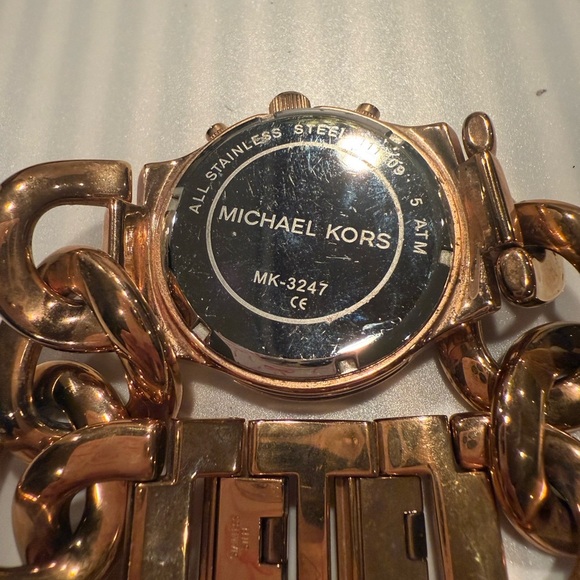 ALL STAINLESS STEEL
5 ATM
MICHAEL KORS
MK-3247
CE